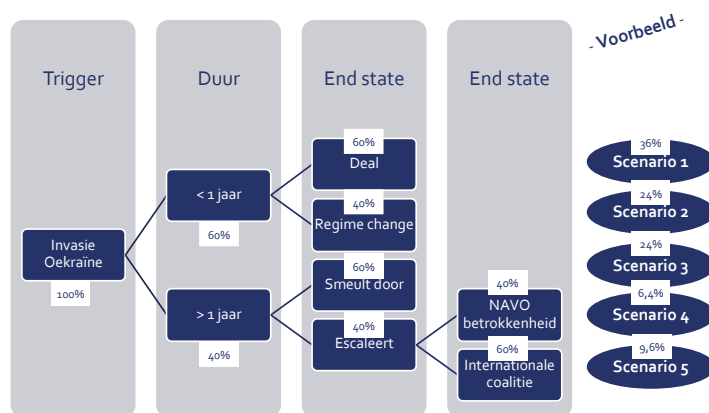 - Voorbeeld -
Trigger
Duur
End state
End state
60%
Deal
36%
Scenario 1
< 1 jaar
60%
40%
Regime change
24%
Scenario 2
Invasie
Oekraïne
100%
60%
Smeult door
24%
Scenario 3
> 1 jaar
40%
40%
Escaleert
40%
NAVO
betrokkenheid
6,4%
Scenario 4
60%
Internationale
coalitie
9,6%
Scenario 5